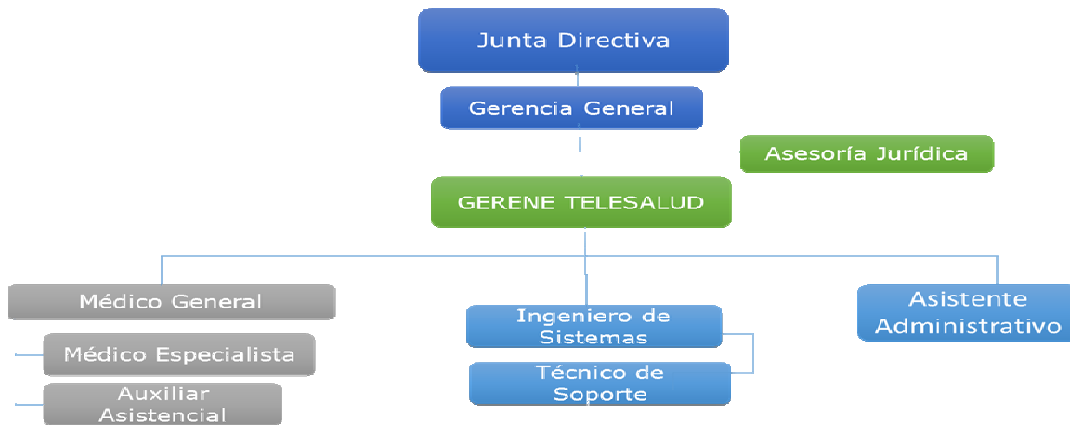 Junta Directiva
Gerencia General
Asesoría Jurídica
GERENE TELESALUD
Médico General
Médico Especialista
Auxiliar
Asistencial
Ingeniero de
Sistemas
Técnico de
Soporte
Asistente
Administrativo